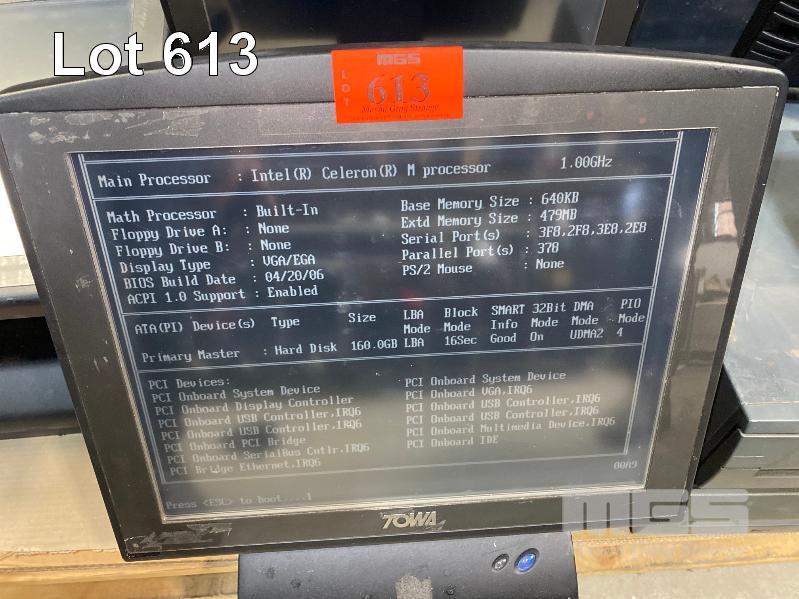 Lot 613
MGS
LOT
613
Main Processor : Intel(R) Celeron(R) M processor 1.00GHz
Math Processor : Built-In Base Memory Size : 640KB
Floppy Drive A: : None Extd Memory Size : 479MB
Floppy Drive B: : None Serial Port(s) : 3F8,2F8,3E8,2E8
Display Type : VGA/EGA Parallel Port(s) : 378
BIOS Build Date : 04/20/06 PS/2 Mouse : None
ACPI 1.0 Support : Enabled
ATA(PI) Device(s) Type Size LBA Mode Block Mode SMART Info 32Bit Mode DMA Mode PIO Mode
Primary Master : Hard Disk 160.0GB LBA 16Sec Good On UDMA2 4
PCI Devices: PCI Onboard System Device
PCI Onboard System Device PCI Onboard VGA,IRQ6
PCI Onboard Display Controller PCI Onboard USB Controller,IRQ6
PCI Onboard USB Controller,IRQ6 PCI Onboard USB Controller,IRQ6
PCI Onboard USB Controller,IRQ6 PCI Onboard Multimedia Device,IRQ6
PCI Onboard PCI Bridge PCI Onboard IDE
PCI Onboard SerialBus Cntlr,IRQ6
PCI Bridge Ethernet,IRQ6
00A9
Press <ESC> to boot....1
TOWA
MGS